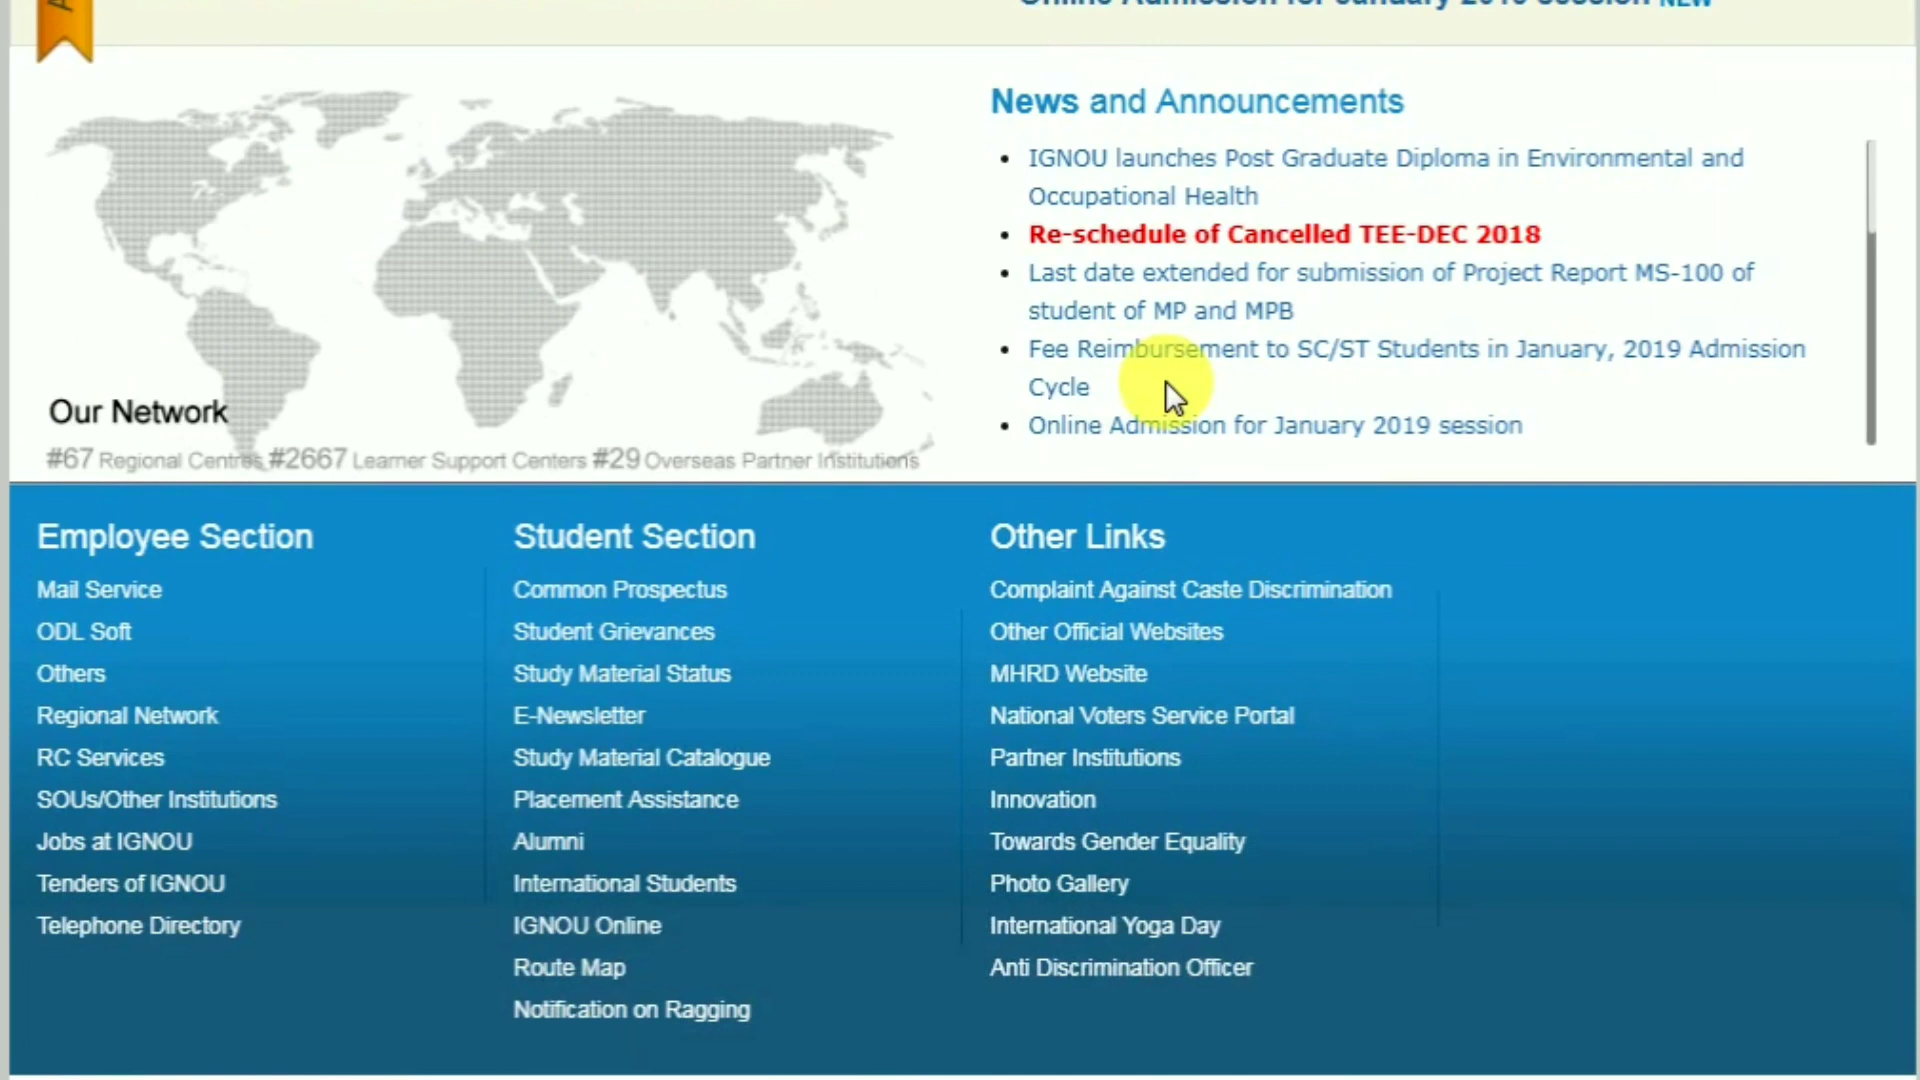 Online Admission for January 2019 session NEW
News and Announcements
IGNOU launches Post Graduate Diploma in Environmental and
Occupational Health
Re-schedule of Cancelled TEE-DEC 2018
Last date extended for submission of Project Report MS-100 of
student of MP and MPB
Fee Reimbursement to SC/ST Students in January, 2019 Admission
Cycle
Online Admission for January 2019 session
Our Network
#67 Regional Centres #2667 Learner Support Centers #29 Overseas Partner Institutions
Employee Section
Mail Service
ODL Soft
Others
Regional Network
RC Services
SOUs/Other Institutions
Jobs at IGNOU
Tenders of IGNOU
Telephone Directory
Student Section
Common Prospectus
Student Grievances
Study Material Status
E-Newsletter
Study Material Catalogue
Placement Assistance
Alumni
International Students
IGNOU Online
Route Map
Notification on Ragging
Other Links
Complaint Against Caste Discrimination
Other Official Websites
MHRD Website
National Voters Service Portal
Partner Institutions
Innovation
Towards Gender Equality
Photo Gallery
International Yoga Day
Anti Discrimination Officer